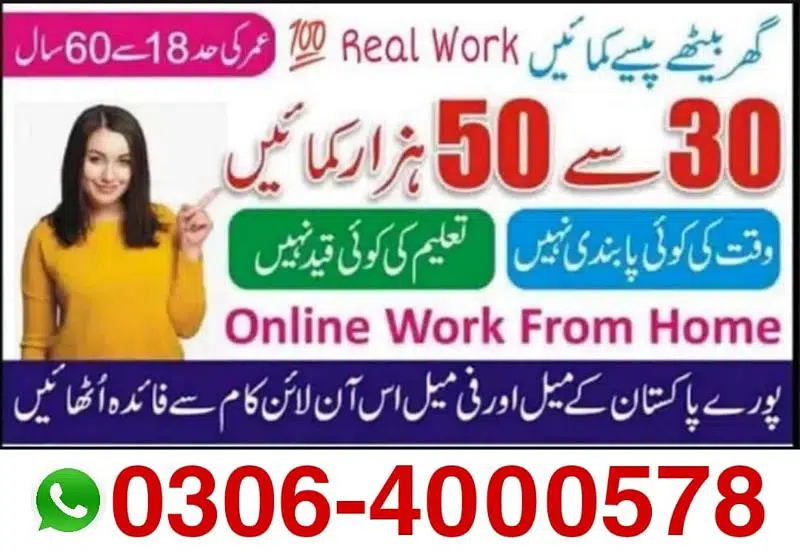 گھر بیٹھے پیسے کمائیں Real Work 💯 عمر کی حد 18 سے 60 سال
30 سے 50 ہزار کمائیں
وقت کی کوئی پابندی نہیں تعلیم کی کوئی قید نہیں
Online Work From Home
پورے پاکستان کے میل اور فی میل اس آن لائن کام سے فائدہ اُٹھائیں
0306-4000578